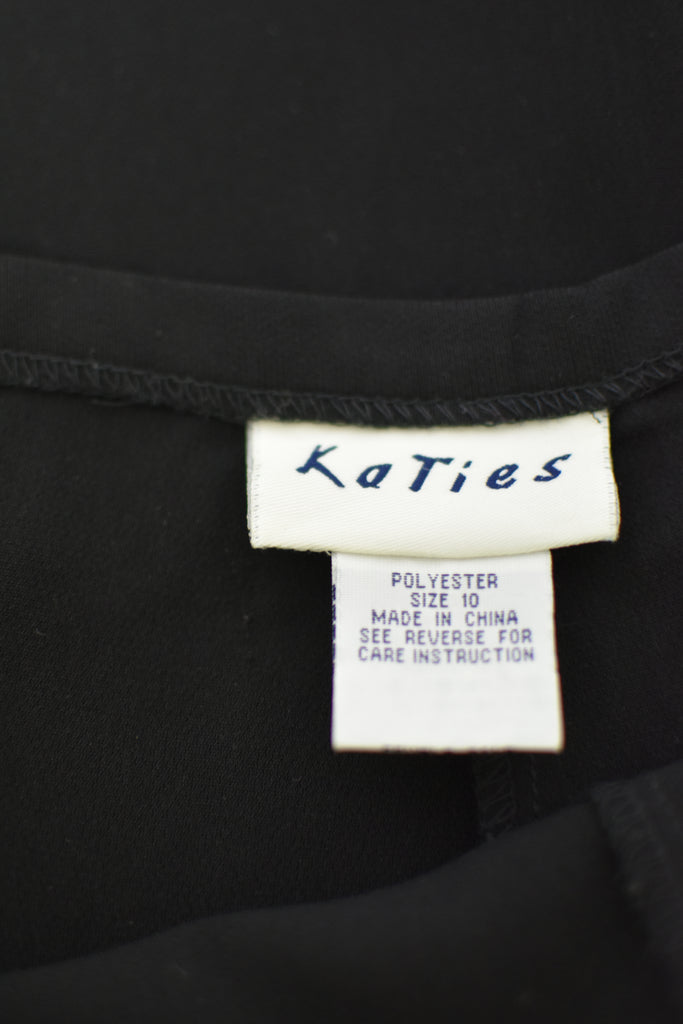 KaTies
POLYESTER
SIZE 10
MADE IN CHINA
SEE REVERSE FOR
CARE INSTRUCTION